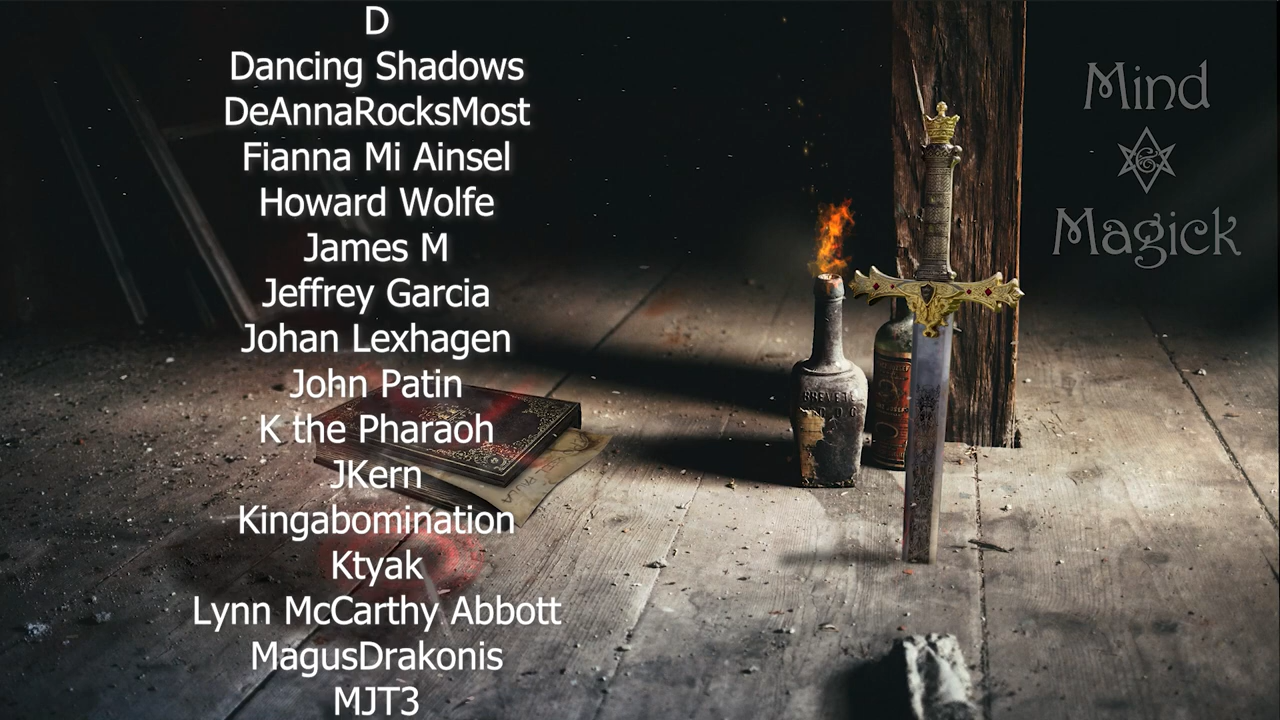 D
Dancing Shadows
DeAnnaRocksMost
Fianna Mi Ainsel
Howard Wolfe
James M
Jeffrey Garcia
Johan Lexhagen
John Patin
K the Pharaoh
JKern
Kingabomination
Ktyak
Lynn McCarthy Abbott
MagusDrakonis
MJT3
Mind
Magick
BREVETE